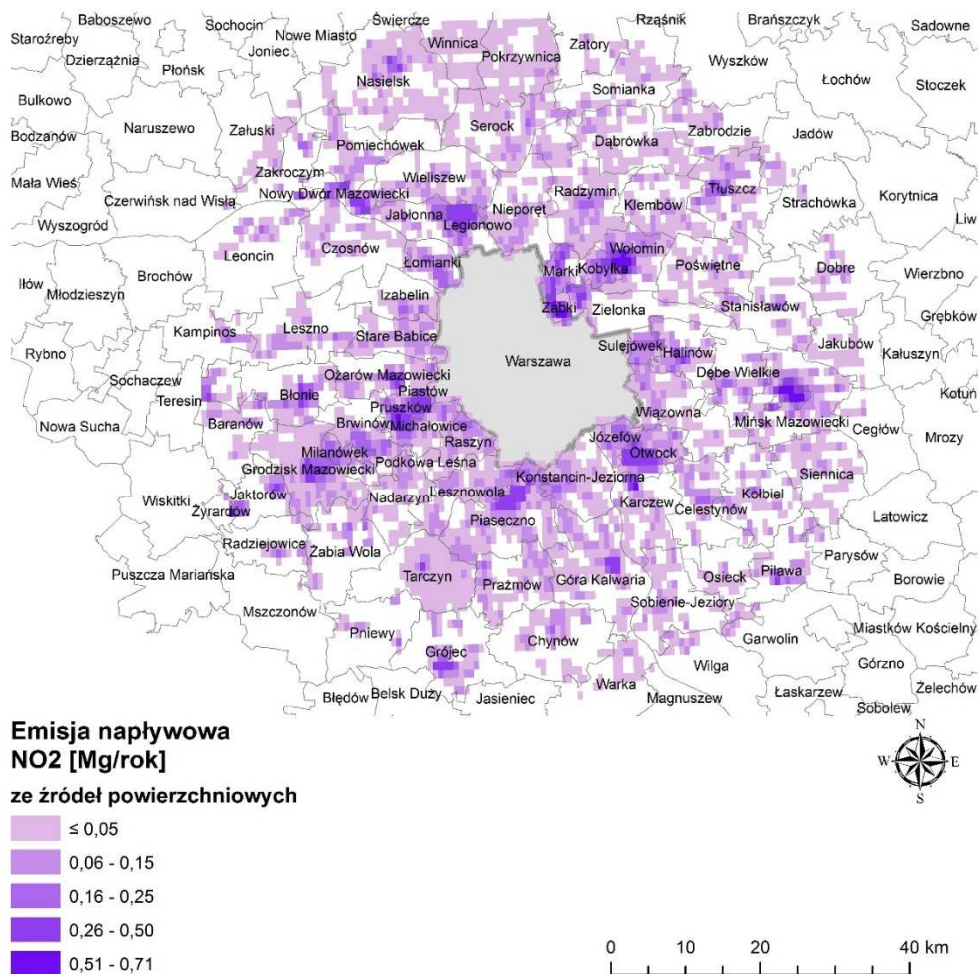 Baboszewo
Sochocin
Świercze
Rząśnik
Brańszczyk
Sadowne
Staroźreby
Dzierzążnia
Joniec
Nowe Miasto
Winnica
Pokrzywnica
Zatory
Wyszków
Płońsk
Nasielsk
Łochów
Stoczek
Bulkowo
Somianka
Bodzanów
Naruszewo
Załuski
Serock
Zabrodzie
Jadów
Pomiechówek
Dąbrówka
Mała Wieś
Zakroczym
Wieliszew
Radzymin
Tłuszcz
Korytnica
Czerwińsk nad Wisłą
Nowy Dwór Mazowiecki
Jabłonna
Nieporęt
Klembów
Strachówka
Wyszogród
Legionowo
Liw
Leoncin
Czosnów
Wołomin
Łomianki
Marki
Kobyłka
Poświętne
Dobre
Wierzbno
Iłów
Młodzieszyn
Brochów
Izabelin
Ząbki
Zielonka
Stanisławów
Grębków
Kampinos
Leszno
Stare Babice
Sulejówek
Jakubów
Kałuszyn
Rybno
Warszawa
Halinów
Sochaczew
Ożarów Mazowiecki
Dębe Wielkie
Teresin
Błonie
Piastów
Kotuń
Pruszków
Wiązowna
Mińsk Mazowiecki
Nowa Sucha
Baranów
Brwinów
Michałowice
Cegłów
Mrozy
Raszyn
Józefów
Milanówek
Otwock
Grodzisk Mazowiecki
Podkowa Leśna
Siennica
Wiskitki
Jaktorów
Nadarzyn
Lesznowola
Konstancin-Jeziorna
Kołbiel
Żyrardów
Karczew
Celestynów
Latowicz
Piaseczno
Radziejowice
Żabia Wola
Parysów
Puszcza Mariańska
Tarczyn
Prażmów
Góra Kalwaria
Osieck
Pilawa
Borowie
Mszczonów
Sobienie-Jeziory
Pniewy
Chynów
Garwolin
Miastków Kościelny
Grójec
Wilga
Górzno
Błędów
Belsk Duży
Jasieniec
Warka
Magnuszew
Łaskarzew
Żelechów
Sobolew
Emisja napływowa
NO2 [Mg/rok]
ze źródeł powierzchniowych
≤ 0,05
0,06 - 0,15
0,16 - 0,25
0,26 - 0,50
0,51 - 0,71
N
W E
S
0 10 20 40 km